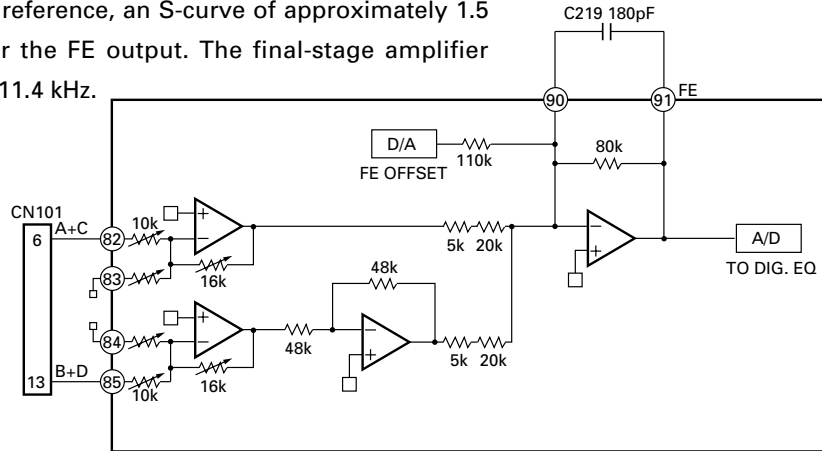 reference, an S-curve of approximately 1.5
r the FE output. The final-stage amplifier
11.4 kHz.
C219 180pF
90
91
FE
D/A
FE OFFSET
110k
80k
CN101
6
A+C
82
10k
83
16k
5k 20k
A/D
TO DIG. EQ
48k
84
48k
5k 20k
13
B+D
85
10k
16k